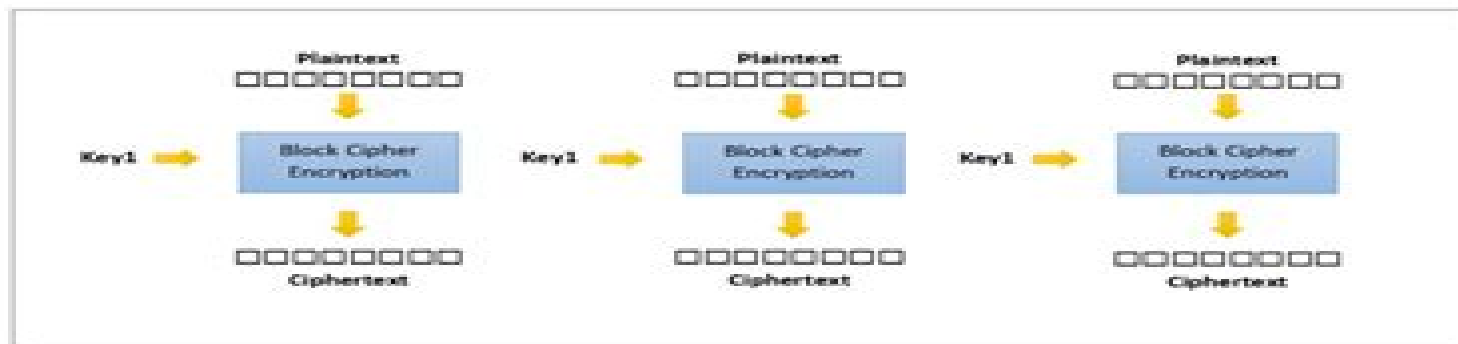 Plaintext
Plaintext
Plaintext
Key1
Block Cipher
Encryption
Key1
Block Cipher
Encryption
Key1
Block Cipher
Encryption
Ciphertext
Ciphertext
Ciphertext